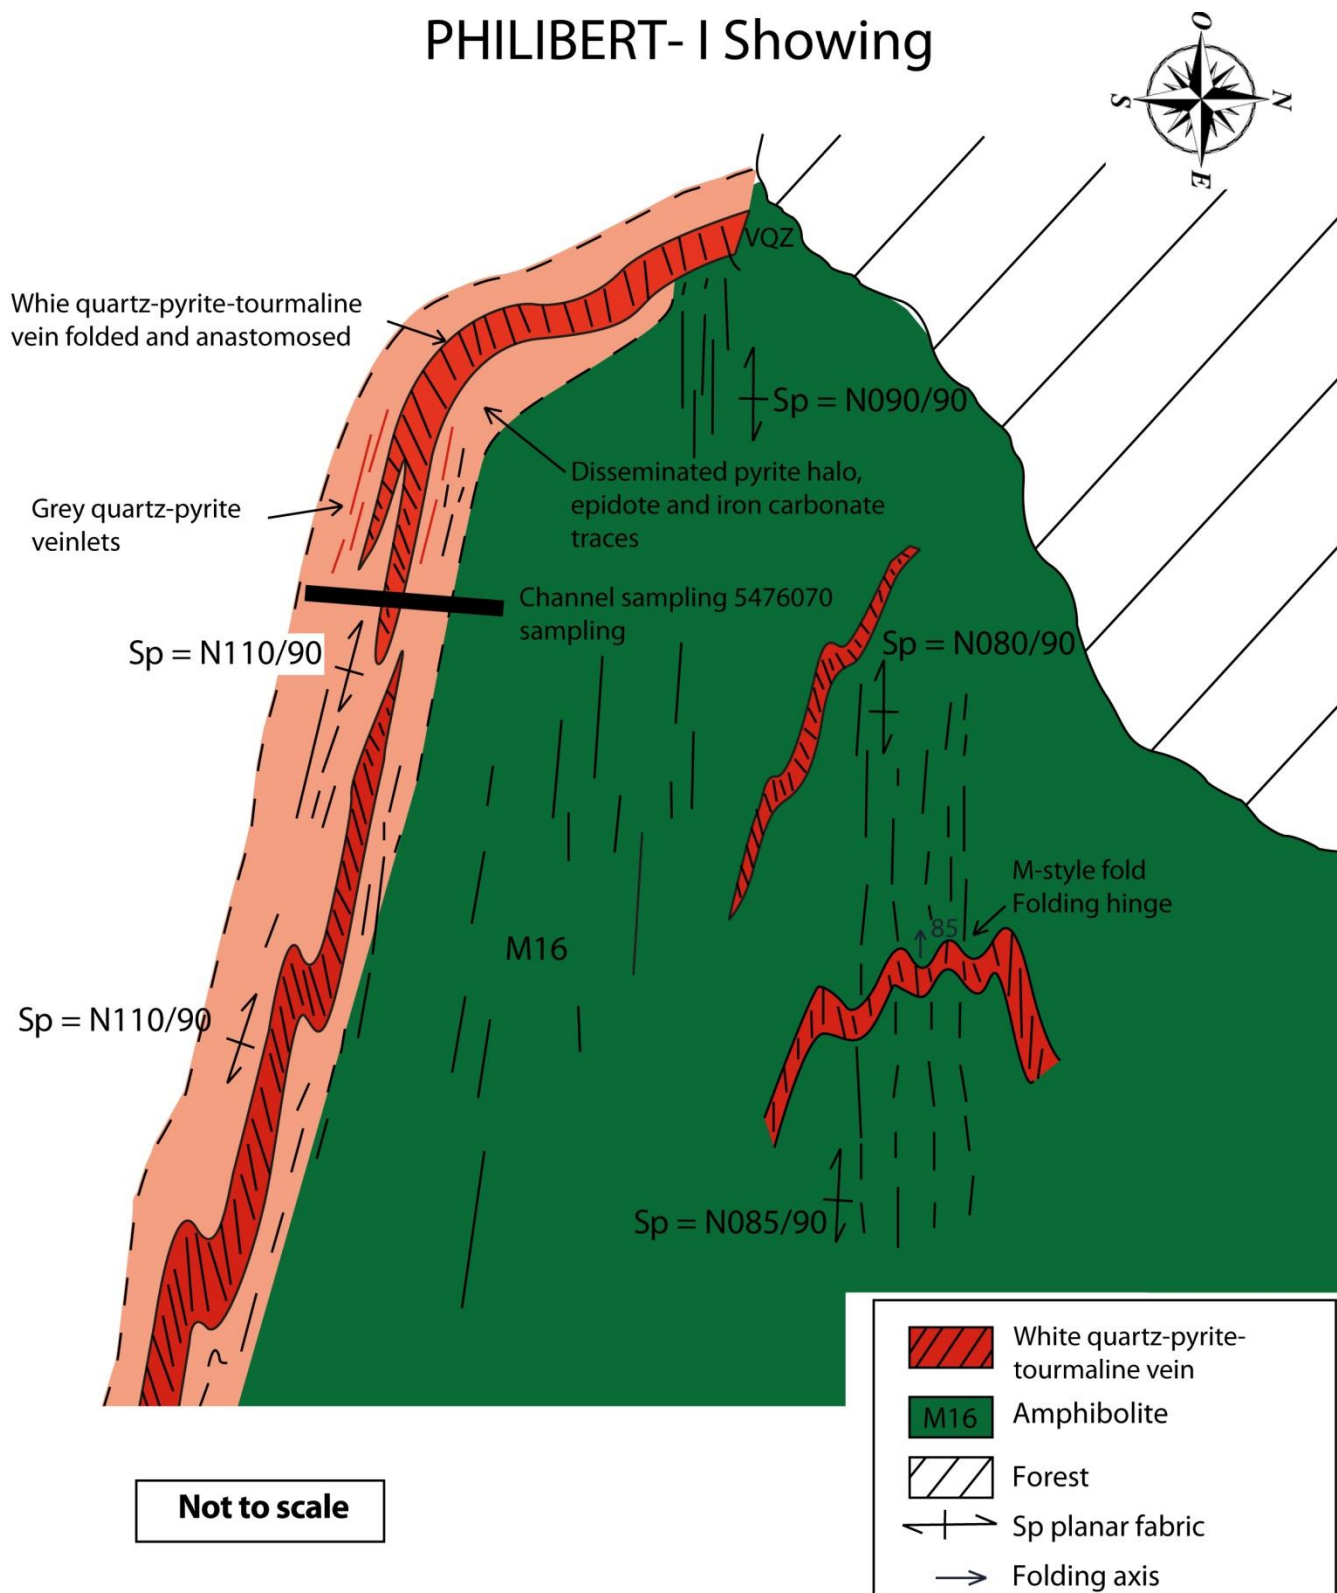 PHILIBERT- I Showing
O
S
N
E
VQZ
Whie quartz-pyrite-tourmaline
vein folded and anastomosed
Sp = N090/90
Disseminated pyrite halo,
epidote and iron carbonate
traces
Grey quartz-pyrite
veinlets
Channel sampling 5476070
sampling
Sp = N110/90
Sp = N080/90
M-style fold
Folding hinge
85
M16
Sp = N110/90
Sp = N085/90
White quartz-pyrite-
tourmaline vein
M16 Amphibolite
Forest
Sp planar fabric
Folding axis
Not to scale